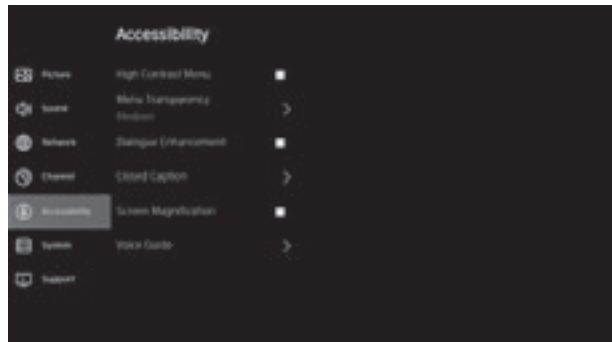 Accessibility
Picture
High Contrast Menu
Sound
Menu Transparency
Medium
Network
Dialogue Enhancement
Channel
Closed Caption
Accessibility
Screen Magnification
System
Voice Guide
Support